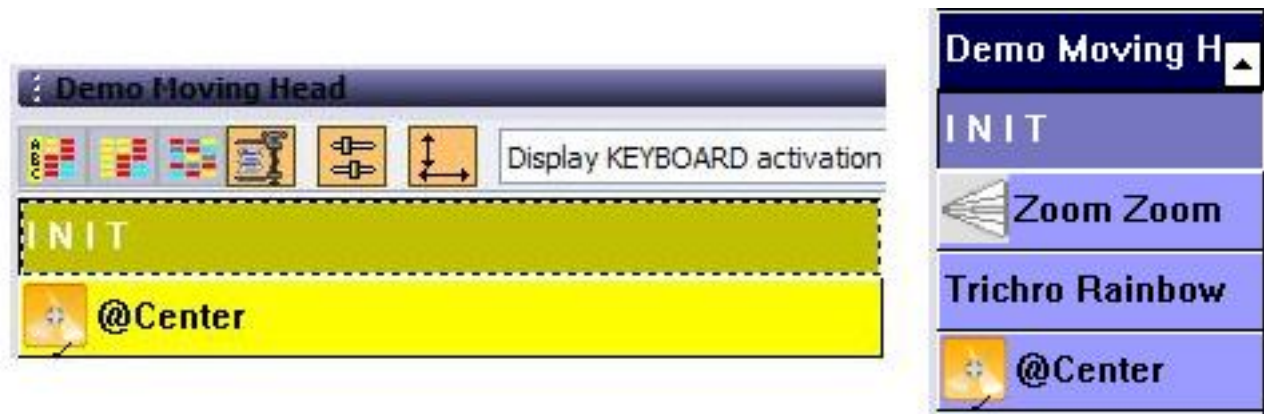 Demo Moving Head
A
B
C
Display KEYBOARD activation
INIT
@Center
Demo Moving H
INIT
Zoom Zoom
Trichro Rainbow
@Center